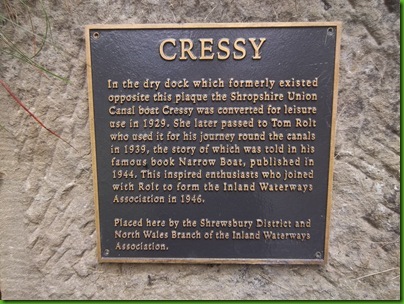 CRESSY
In the dry dock which formerly existed
opposite this plaque the Shropshire Union
Canal boat Cressy was converted for leisure
use in 1929. She later passed to Tom Rolt
who used it for his journey round the canals
in 1939, the story of which was told in his
famous book Narrow Boat, published in
1944. This inspired enthusiasts who joined
with Rolt to form the Inland Waterways
Association in 1946.
Placed here by the Shrewsbury District and
North Wales Branch of the Inland Waterways
Association.